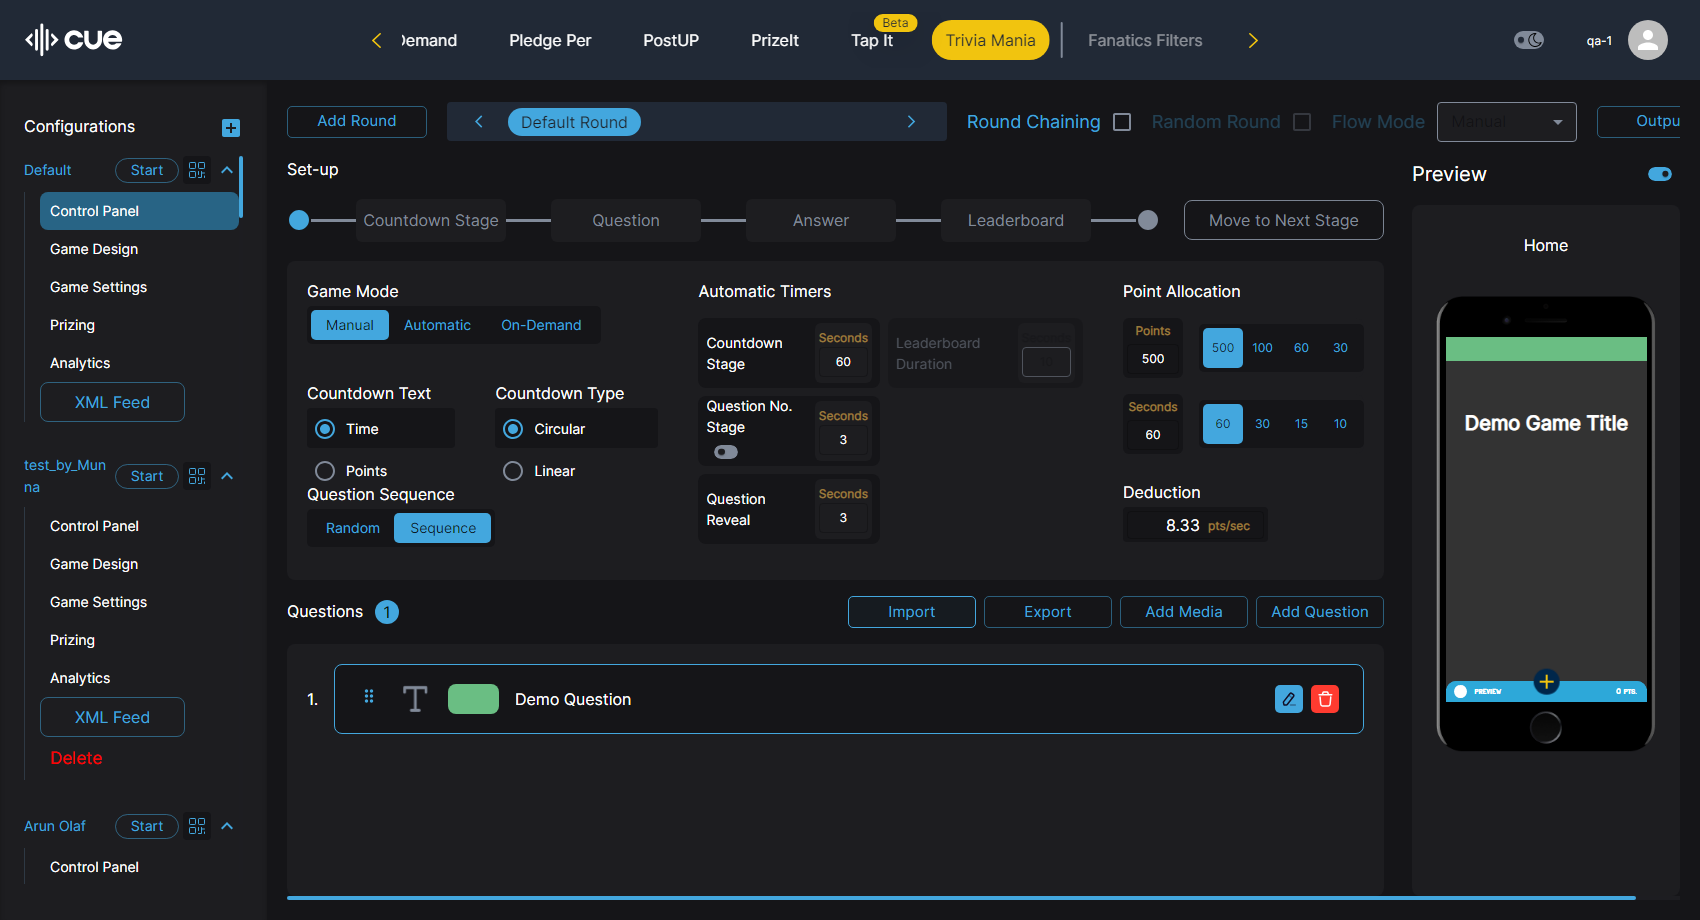 cue
Demand
Pledge Per
PostUP
PrizeIt
Tap It
Beta
Trivia Mania
Fanatics Filters
qa-1
Configurations
Default
Start
Control Panel
Game Design
Game Settings
Prizing
Analytics
XML Feed
test_by_Mun
na
Start
Control Panel
Game Design
Game Settings
Prizing
Analytics
XML Feed
Delete
Arun Olaf
Start
Control Panel
Add Round
Default Round
Round Chaining
Random Round
Flow Mode
Manual
Outpu
Set-up
Countdown Stage
Question
Answer
Leaderboard
Move to Next Stage
Game Mode
Manual
Automatic
On-Demand
Countdown Text
Time
Points
Countdown Type
Circular
Linear
Question Sequence
Random
Sequence
Automatic Timers
Countdown
Stage
Seconds
60
Leaderboard
Duration
Question No.
Stage
Seconds
3
Question
Reveal
Seconds
3
Point Allocation
Points
500
500
100
60
30
Seconds
60
60
30
15
10
Deduction
8.33 pts/sec
Questions 1
Import
Export
Add Media
Add Question
1.
T
Demo Question
Preview
Home
Demo Game Title
PREVIEW
0 PTS.